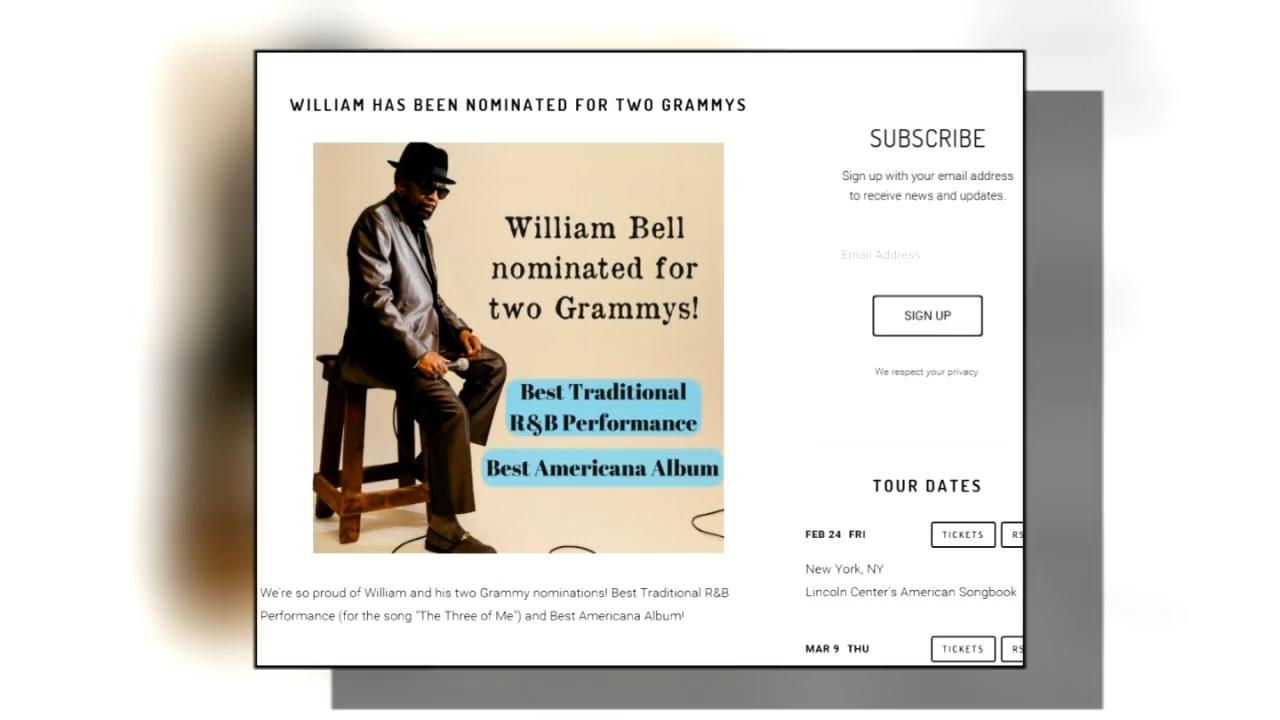 WILLIAM HAS BEEN NOMINATED FOR TWO GRAMMYS
William Bell
nominated for
two Grammys!
Best Traditional
R&B Performance
Best Americana Album
We're so proud of William and his two Grammy nominations! Best Traditional R&B
Performance (for the song "The Three of Me") and Best Americana Album!
SUBSCRIBE
Sign up with your email address
to receive news and updates.
Email Address
SIGN UP
We respect your privacy
TOUR DATES
FEB 24 FRI TICKETS RS
New York, NY
Lincoln Center's American Songbook
MAR 9 THU TICKETS RS